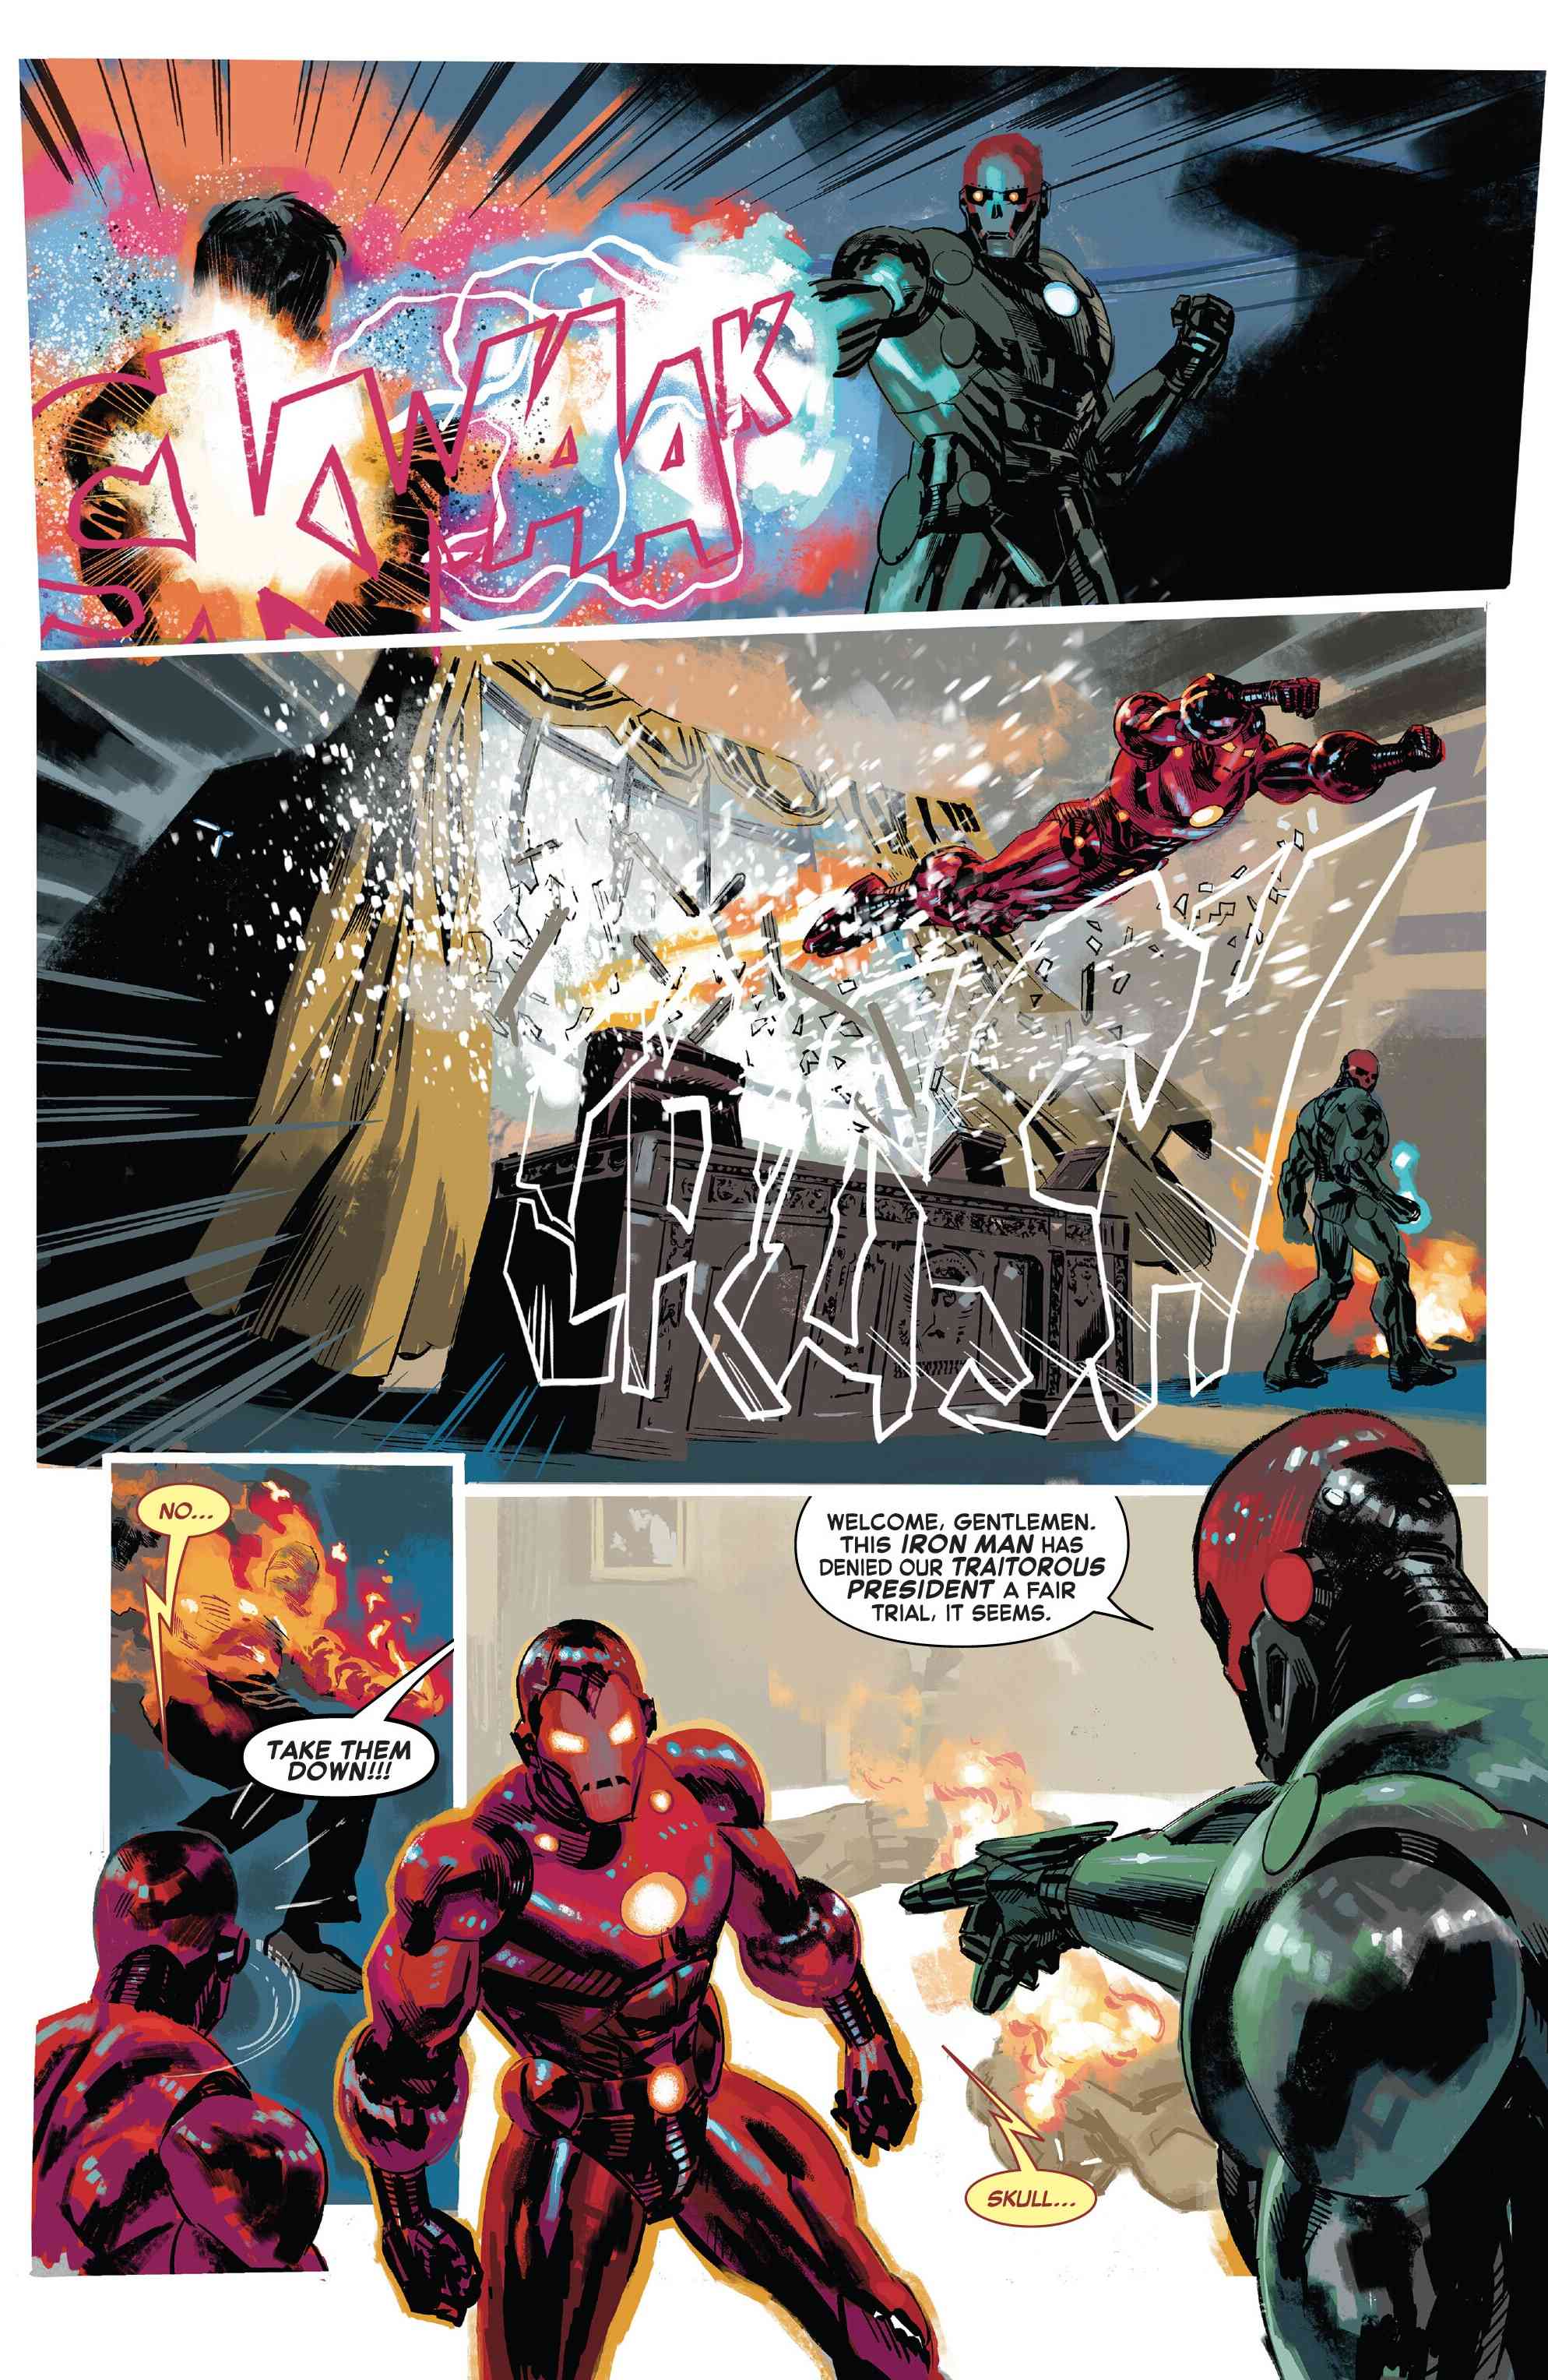 SKWAAK
KRASH
NO...
TAKE THEM
DOWN!!!
WELCOME, GENTLEMEN.
THIS IRON MAN HAS
DENIED OUR TRAITOROUS
PRESIDENT A FAIR
TRIAL, IT SEEMS.
SKULL...